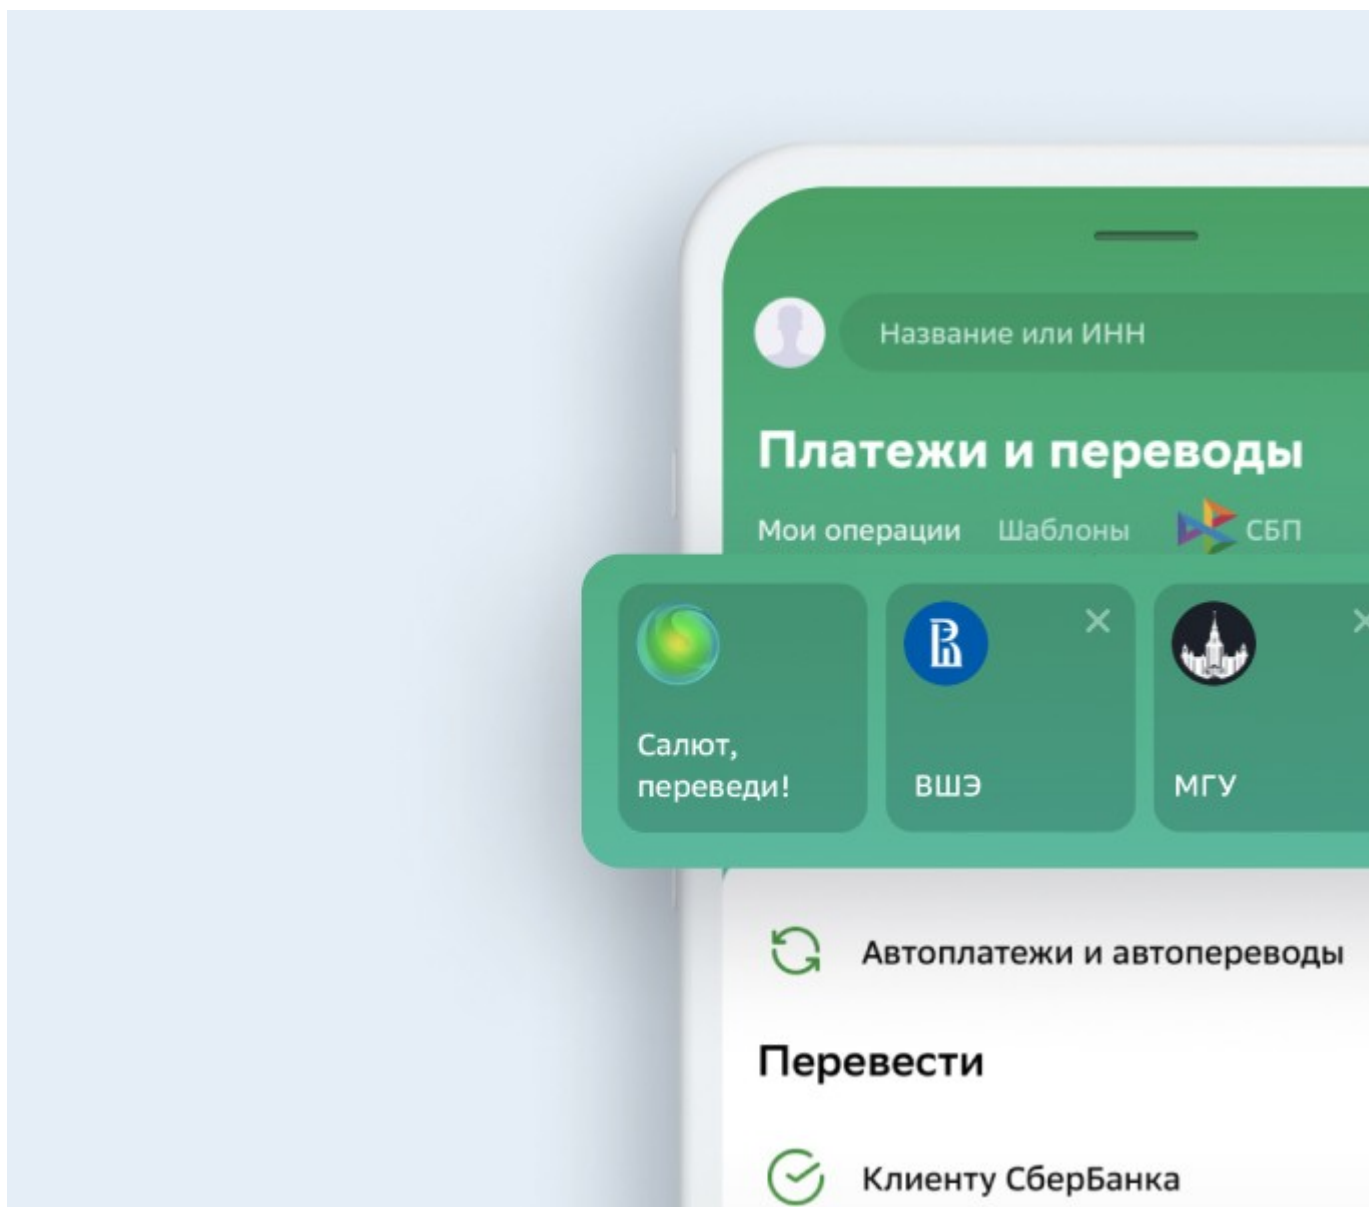 Название или ИНН
Платежи и переводы
Мои операции Шаблоны СБП
Салют,
переведи!
ВШЭ
МГУ
Автоплатежи и автопереводы
Перевести
Клиенту СберБанка